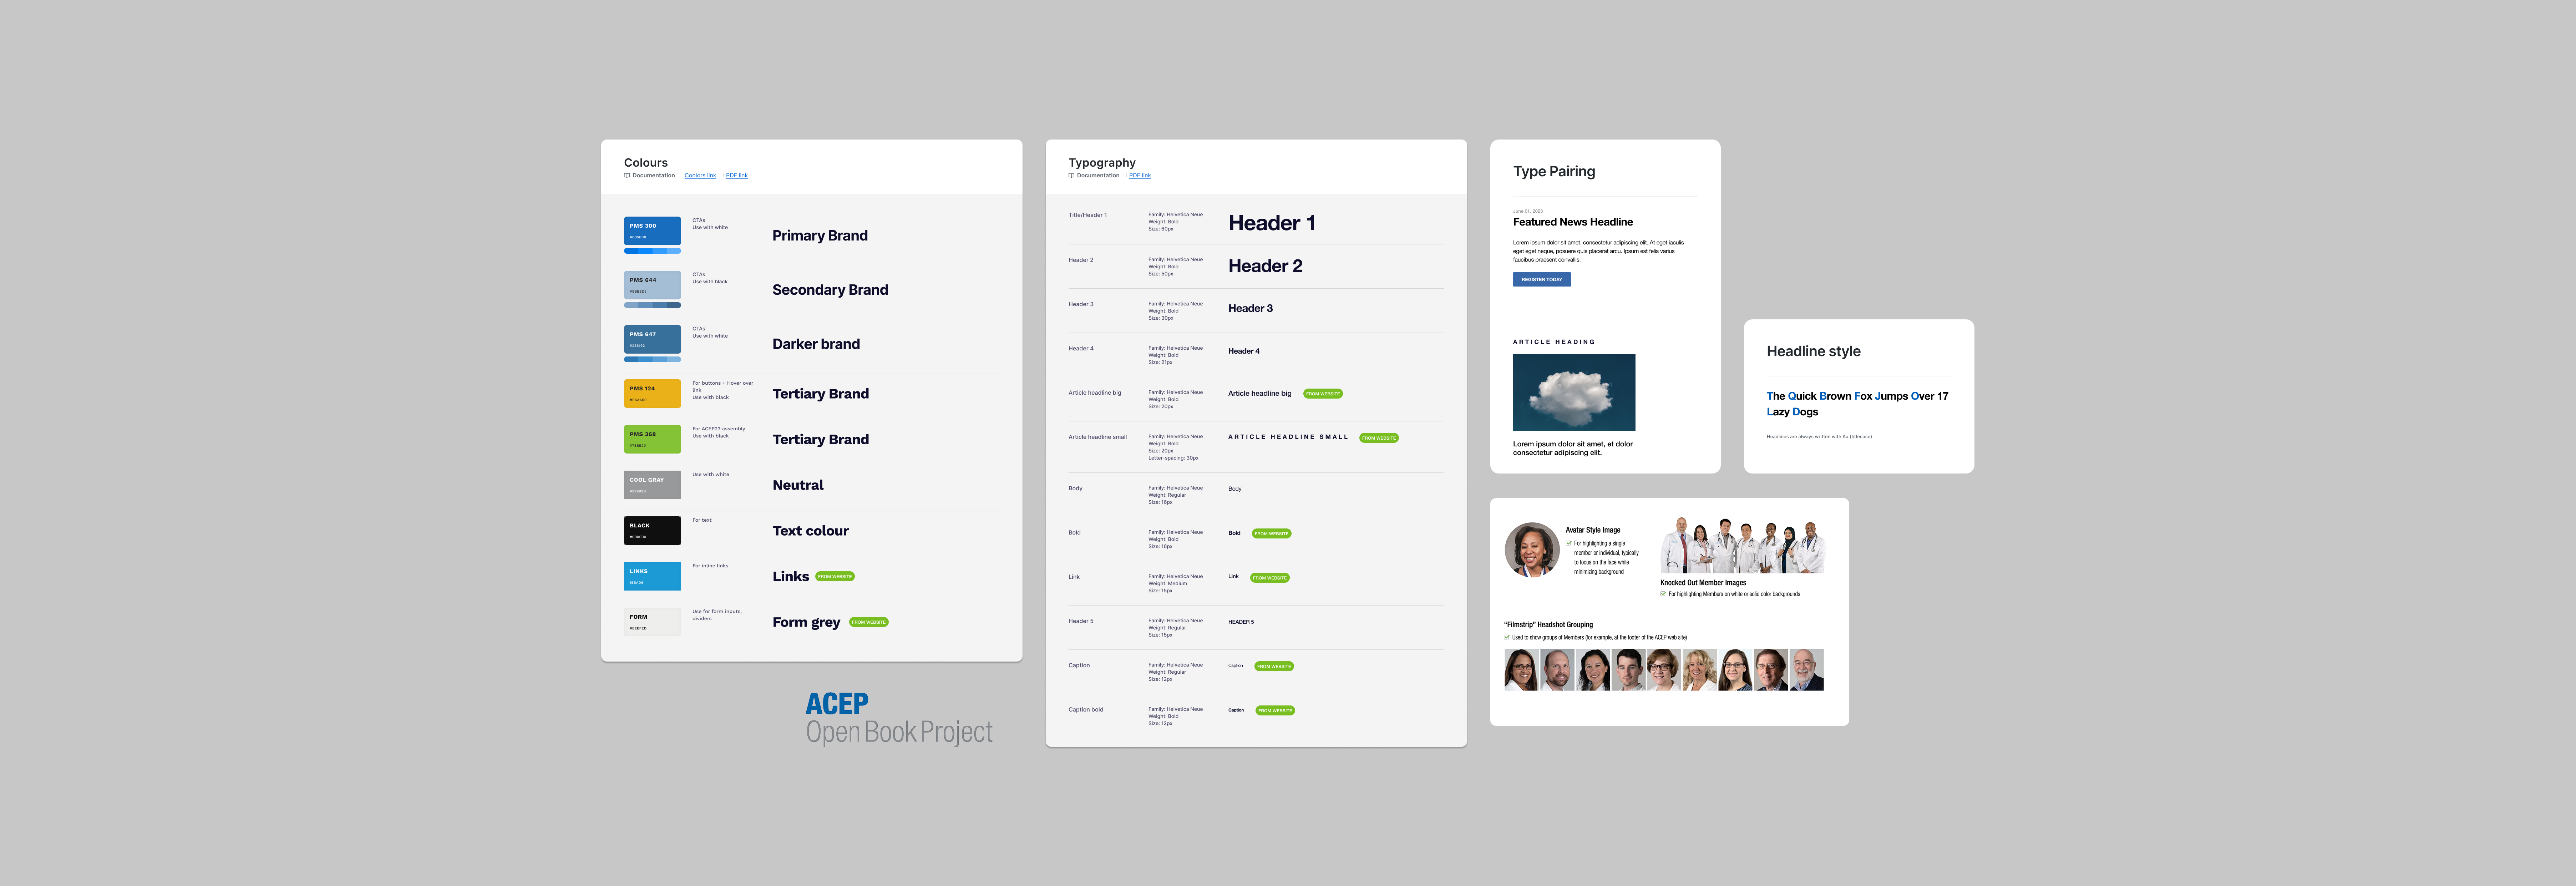 Colours
Documentation Coolors link PDF link
PMS 300
CTAs
Use with white
Primary Brand
PMS 644
CTAs
Use with black
Secondary Brand
PMS 647
CTAs
Use with white
Darker brand
PMS 124
For buttons + Hover over
link
Use with black
Tertiary Brand
PMS 368
For ACEP23 assembly
Use with black
Tertiary Brand
COOL GRAY
Use with white
Neutral
BLACK
#000000
For text
Text colour
LINKS
For inline links
Links FROM WEBSITE
FORM
Use for form inputs,
dividers
Form grey FROM WEBSITE
ACEP
Open Book Project
Typography
Documentation PDF link
Title/Header 1
Family: Helvetica Neue
Weight: Bold
Size: 60px
Header 1
Header 2
Family: Helvetica Neue
Weight: Bold
Size: 50px
Header 2
Header 3
Family: Helvetica Neue
Weight: Bold
Size: 30px
Header 3
Header 4
Family: Helvetica Neue
Weight: Bold
Size: 21px
Header 4
Article headline big
Family: Helvetica Neue
Weight: Bold
Size: 20px
Article headline big FROM WEBSITE
Article headline small
Family: Helvetica Neue
Weight: Bold
Size: 20px
Letter-spacing: 30px
ARTICLE HEADLINE SMALL FROM WEBSITE
Body
Family: Helvetica Neue
Weight: Regular
Size: 16px
Body
Bold
Family: Helvetica Neue
Weight: Bold
Size: 16px
Bold FROM WEBSITE
Link
Family: Helvetica Neue
Weight: Medium
Size: 15px
Link FROM WEBSITE
Header 5
Family: Helvetica Neue
Weight: Regular
Size: 15px
HEADER 5
Caption
Family: Helvetica Neue
Weight: Regular
Size: 12px
Caption FROM WEBSITE
Caption bold
Family: Helvetica Neue
Weight: Bold
Size: 12px
Caption FROM WEBSITE
Type Pairing
June 01, 2023
Featured News Headline
Lorem ipsum dolor sit amet, consectetur adipiscing elit. At eget iaculis
eget eget neque, posuere quis placerat arcu. Ipsum est felis varius
faucibus praesent convallis.
REGISTER TODAY
ARTICLE HEADING
Lorem ipsum dolor sit amet, et dolor
consectetur adipiscing elit.
Headline style
The Quick Brown Fox Jumps Over 17
Lazy Dogs
Headlines are always written with Aa (titlecase)
Avatar Style Image
For highlighting a single
member or individual, typically
to focus on the face while
minimizing background
Knocked Out Member Images
For highlighting Members on white or solid color backgrounds
“Filmstrip” Headshot Grouping
Used to show groups of Members (for example, at the footer of the ACEP web site)